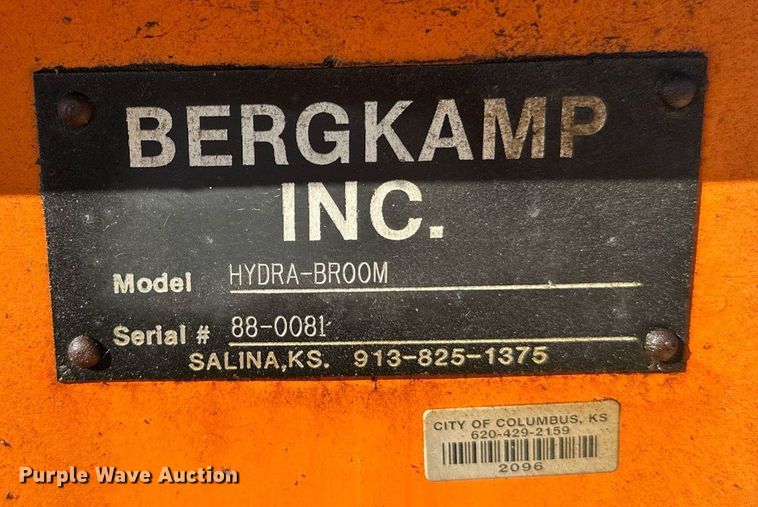 BERGKAMP
INC.
Model HYDRA-BROOM
Serial # 88-0081
SALINA,KS. 913-825-1375
CITY OF COLUMBUS, KS
620-429-2159
2096
Purple Wave Auction